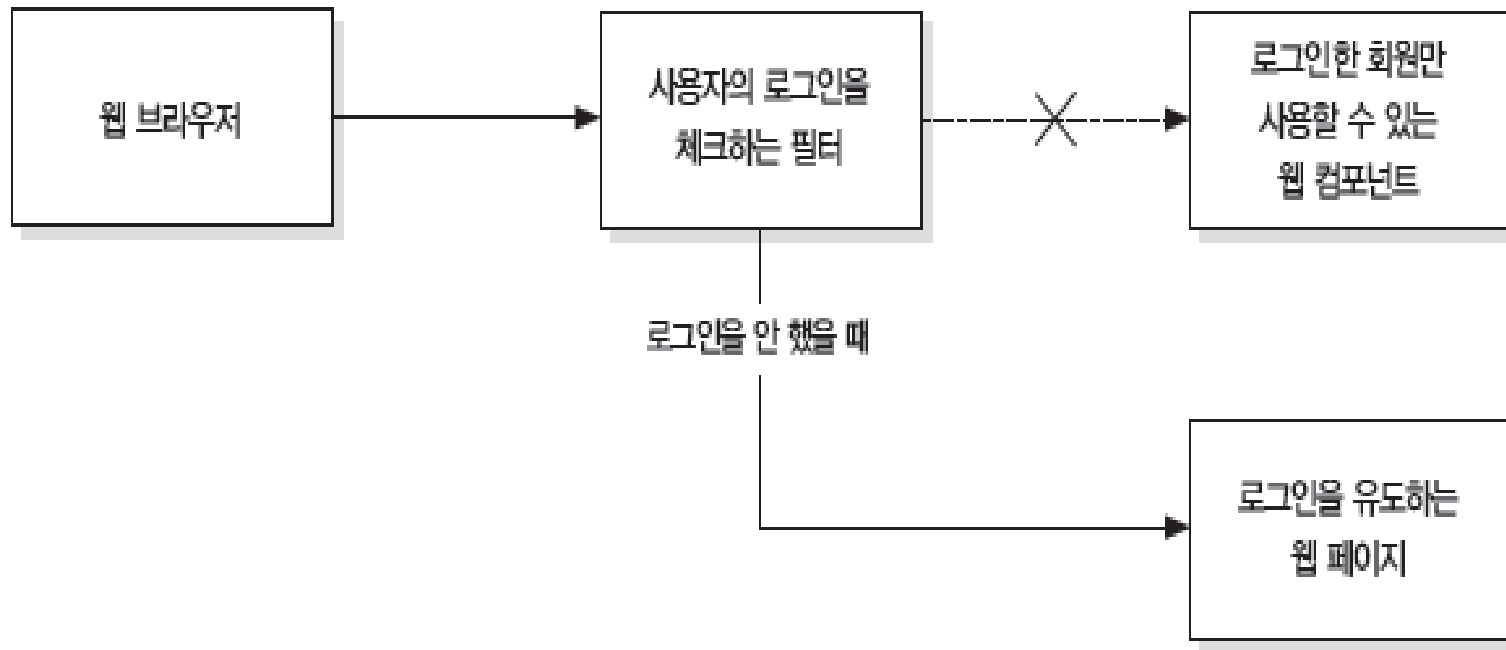 웹 브라우저
사용자의 로그인을
체크하는 필터
로그인한 회원만
사용할 수 있는
웹 컴포넌트
로그인을 안 했을 때
로그인을 유도하는
웹 페이지